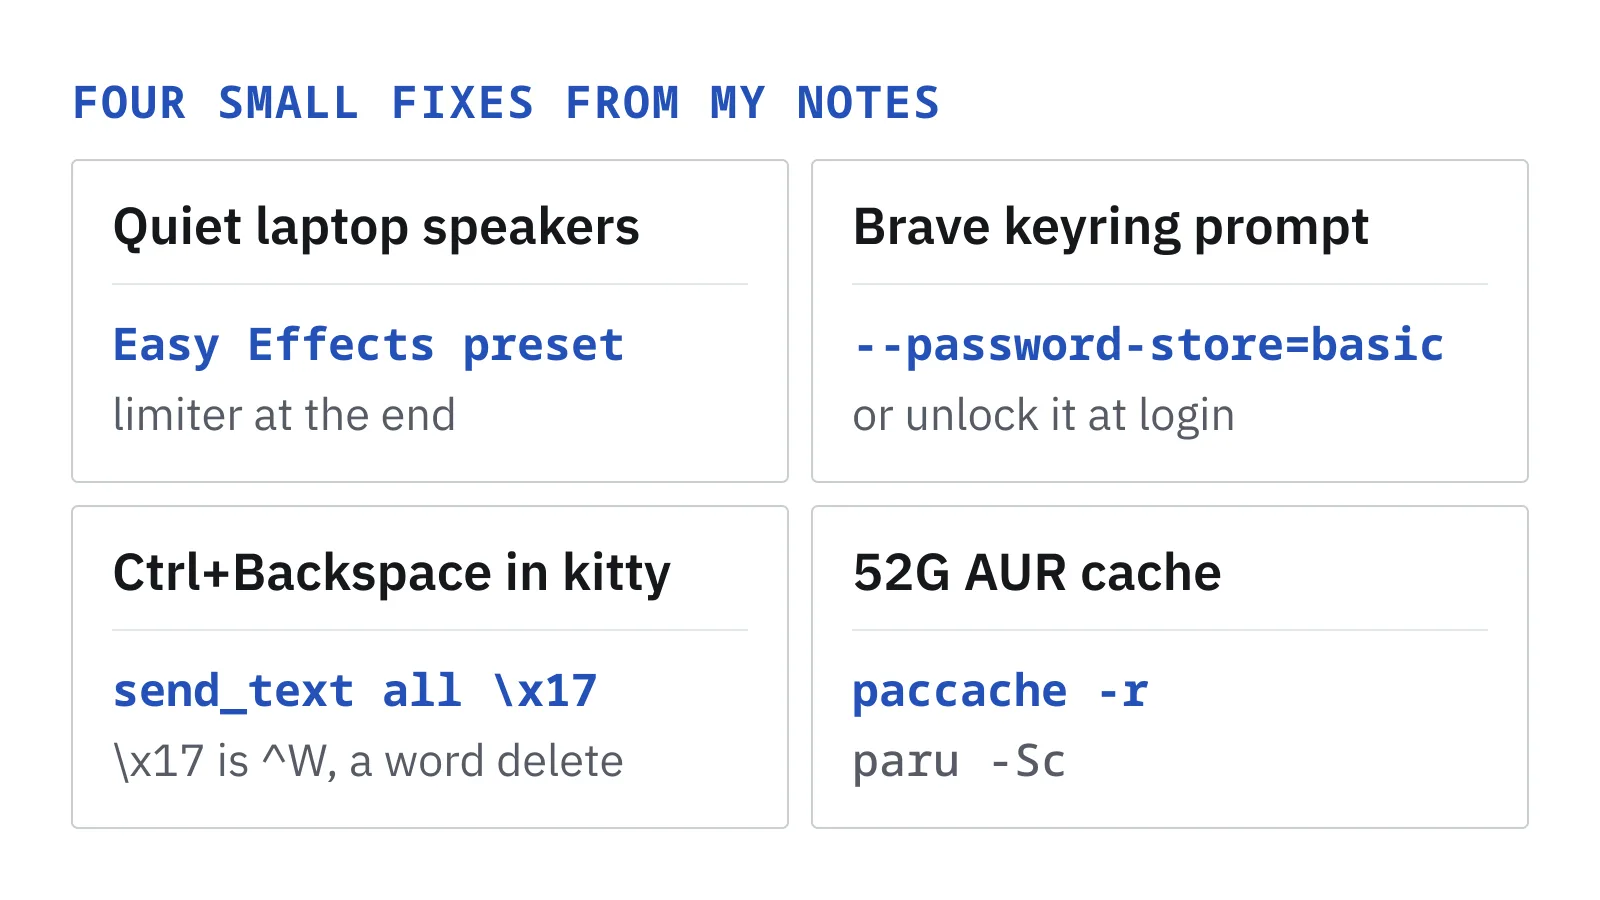 FOUR SMALL FIXES FROM MY NOTES
Quiet laptop speakers
Easy Effects preset
limiter at the end
Brave keyring prompt
--password-store=basic
or unlock it at login
Ctrl+Backspace in kitty
send_text all \x17
\x17 is ^W, a word delete
52G AUR cache
paccache -r
paru -Sc